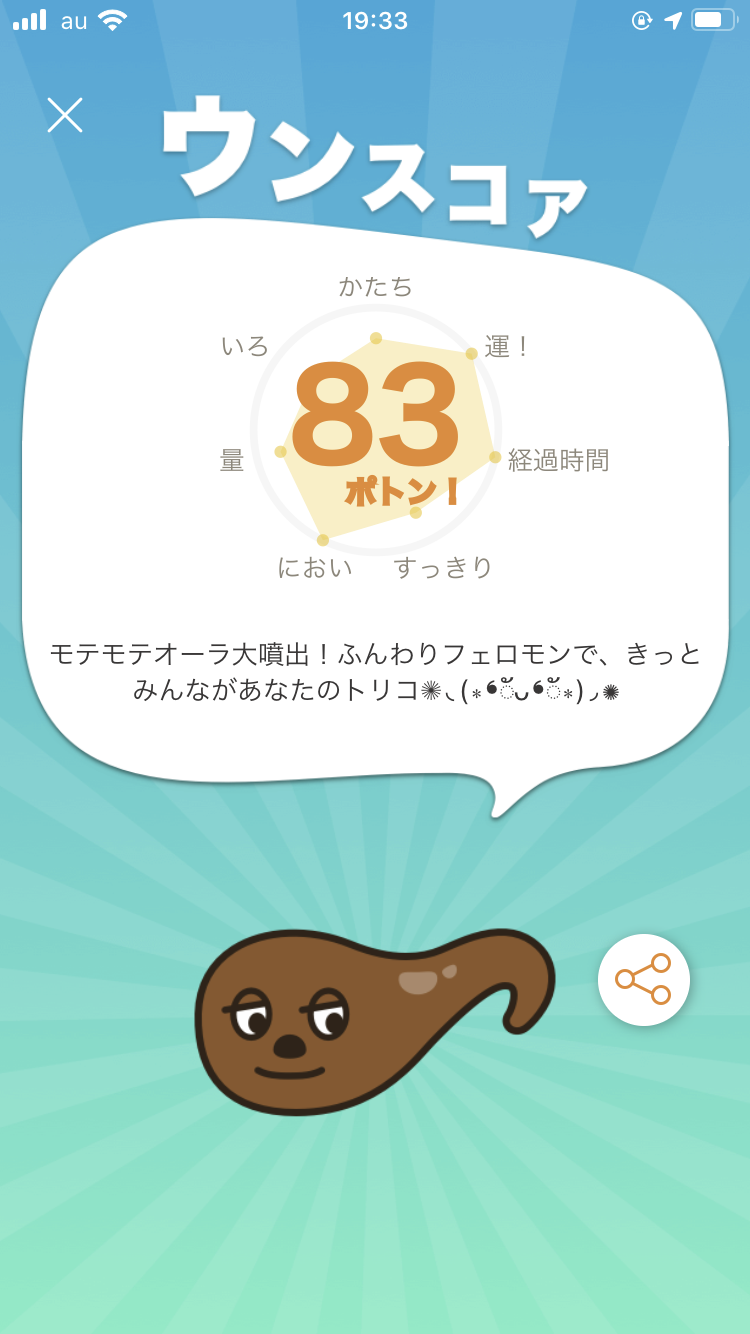 au
19:33
ウンスコァ
かたち
いろ
運！
83
量
経過時間
ポトン！
におい
すっきり
モテモテオーラ大噴出！ふんわりフェロモンで、きっと
みんながあなたのトリコ✺◟(∗❛ัᴗ❛ั∗)◞✺